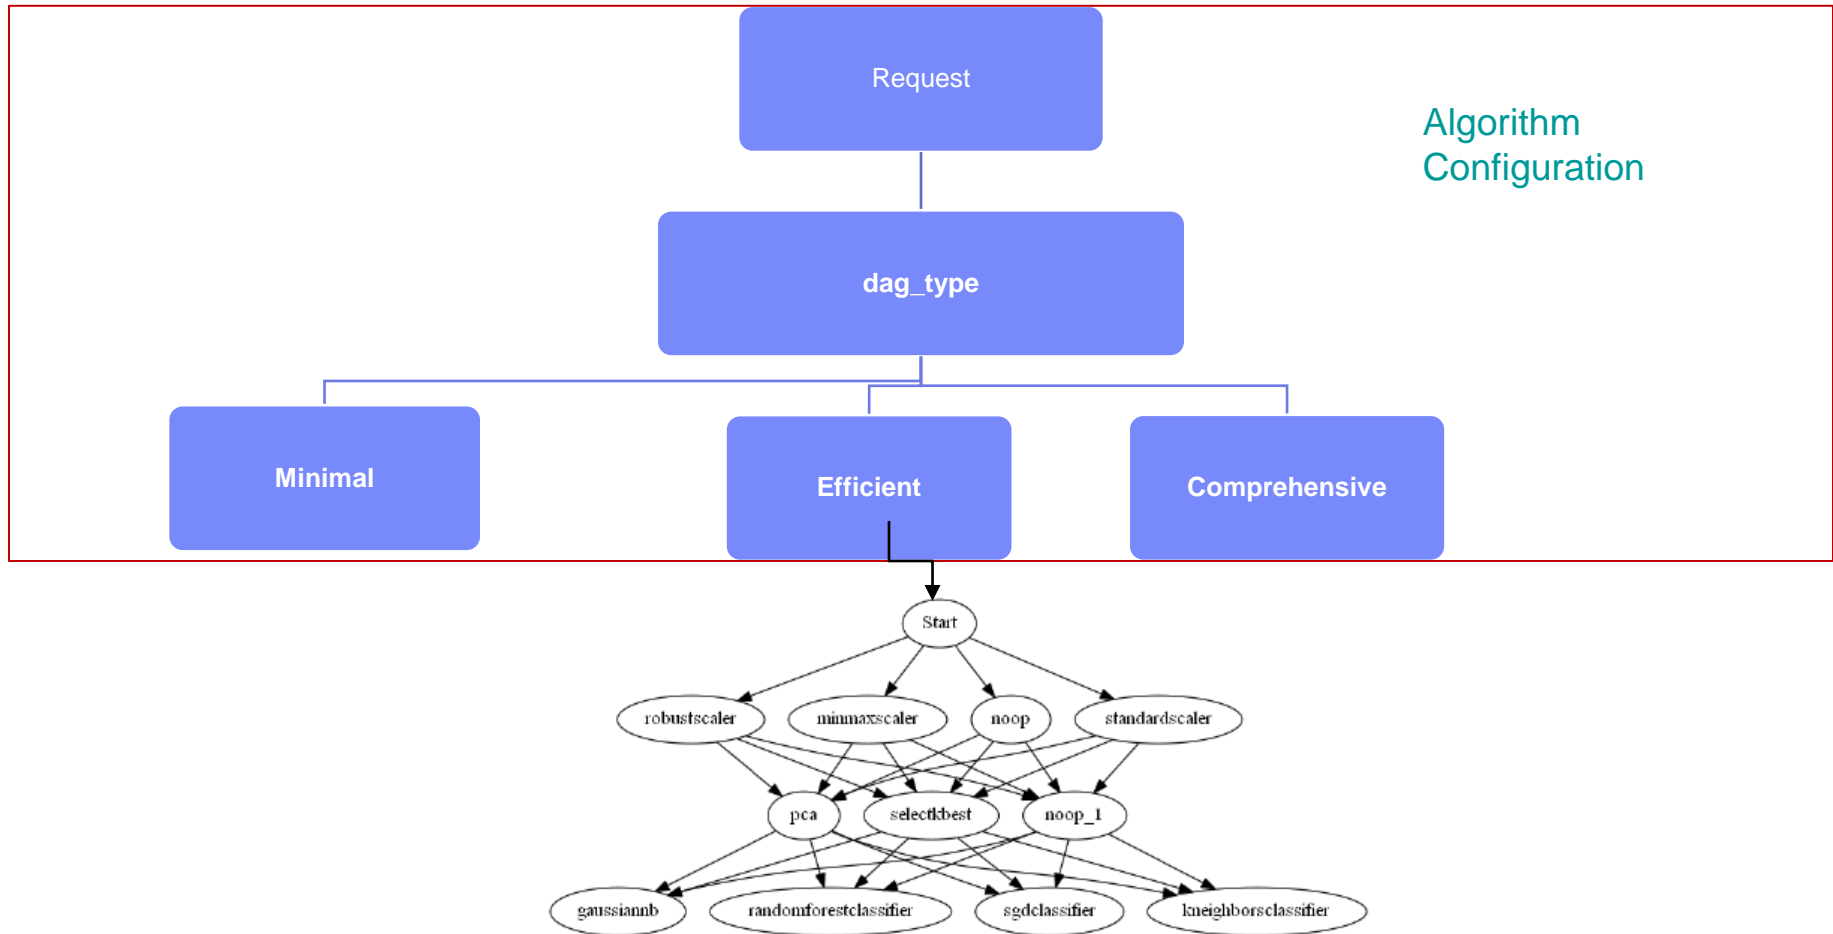 Request
Algorithm
Configuration
dag_type
Minimal
Efficient
Comprehensive
Start
robustscaler
minmaxscaler
noop
standardscaler
pca
selectkbest
noop_1
gaussiannb
randomforestclassifier
sgdclassifier
kneighborsclassifier